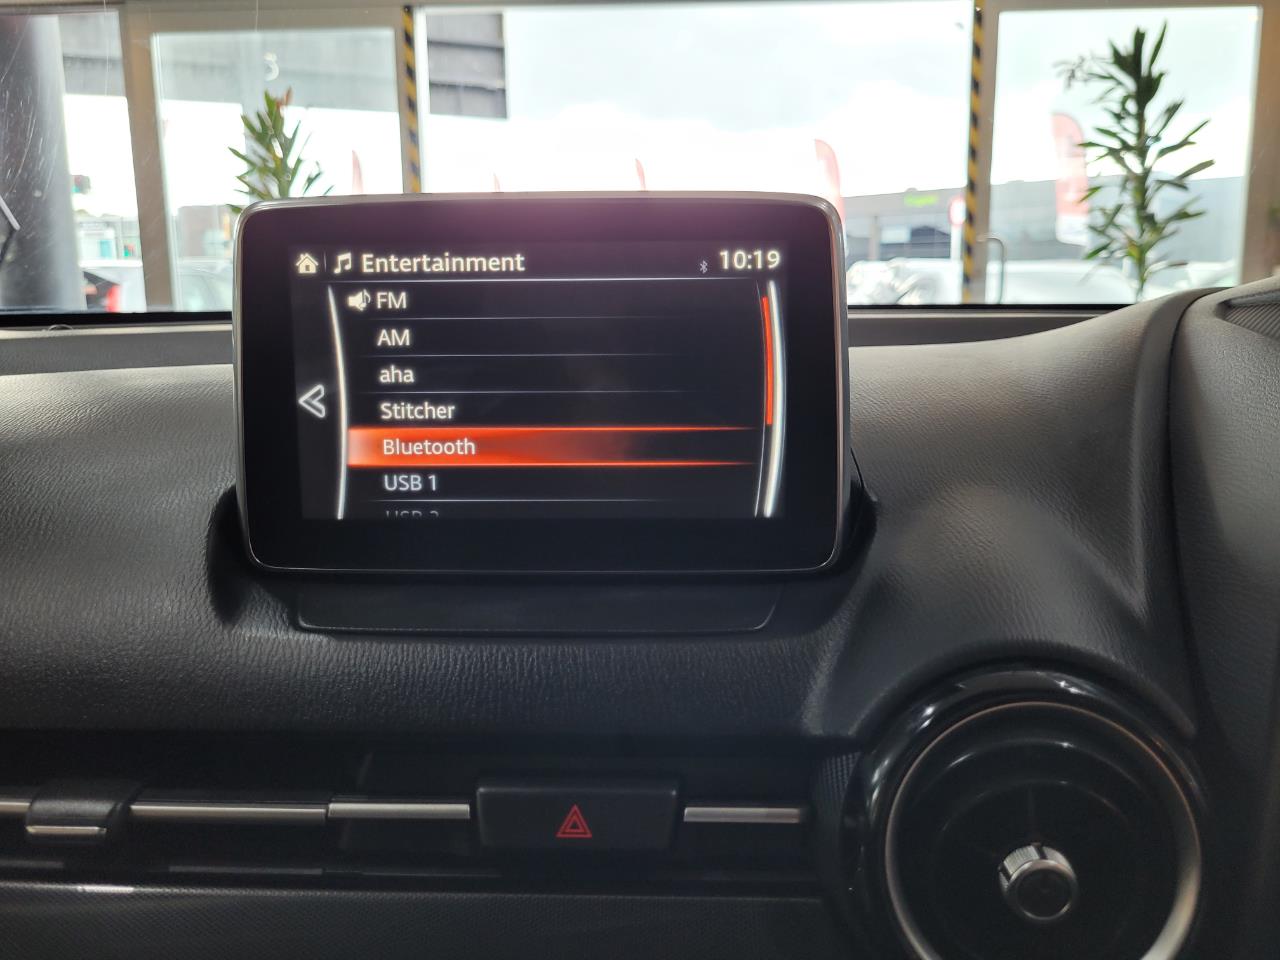 Entertainment 10:19
FM
AM
aha
Stitcher
Bluetooth
USB 1